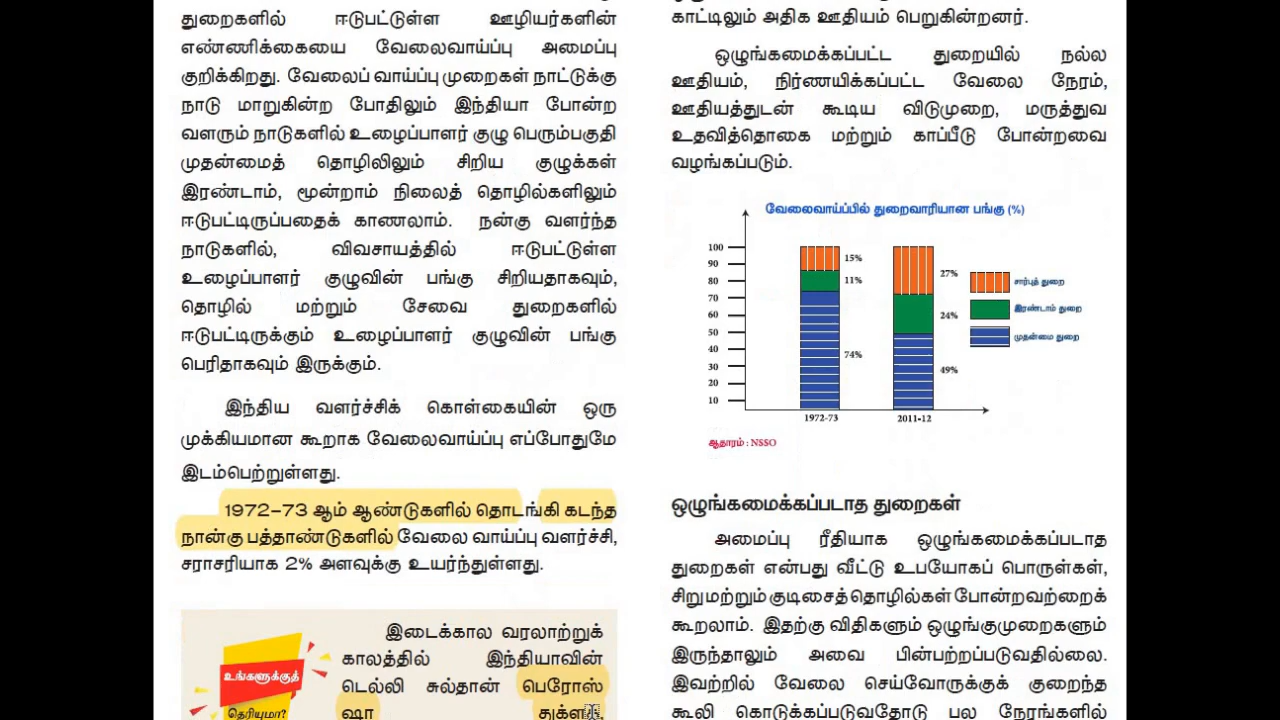 துறைகளில் ஈடுபட்டுள்ள ஊழியர்களின்
எண்ணிக்கையை வேலைவாய்ப்பு அமைப்பு
குறிக்கிறது. வேலைப் வாய்ப்பு முறைகள் நாட்டுக்கு
நாடு மாறுகின்ற போதிலும் இந்தியா போன்ற
வளரும் நாடுகளில் உழைப்பாளர் குழு பெரும்பகுதி
முதன்மைத் தொழிலிலும் சிறிய குழுக்கள்
இரண்டாம், மூன்றாம் நிலைத் தொழில்களிலும்
ஈடுபட்டிருப்பதைக் காணலாம். நன்கு வளர்ந்த
நாடுகளில், விவசாயத்தில் ஈடுபட்டுள்ள
உழைப்பாளர் குழுவின் பங்கு சிறியதாகவும்,
தொழில் மற்றும் சேவை துறைகளில்
ஈடுபட்டிருக்கும் உழைப்பாளர் குழுவின் பங்கு
பெரிதாகவும் இருக்கும்.
இந்திய வளர்ச்சிக் கொள்கையின் ஒரு
முக்கியமான கூறாக வேலைவாய்ப்பு எப்போதுமே
இடம்பெற்றுள்ளது.
1972–73 ஆம் ஆண்டுகளில் தொடங்கி கடந்த
நான்கு பத்தாண்டுகளில் வேலை வாய்ப்பு வளர்ச்சி,
சராசரியாக 2% அளவுக்கு உயர்ந்துள்ளது.
உங்களுக்குத்
தெரியுமா?
இடைக்கால வரலாற்றுக்
காலத்தில் இந்தியாவின்
டெல்லி சுல்தான் பெரோஸ்
ஷா துக்ளக்,
காட்டிலும் அதிக ஊதியம் பெறுகின்றனர்.
ஒழுங்கமைக்கப்பட்ட துறையில் நல்ல
ஊதியம், நிர்ணயிக்கப்பட்ட வேலை நேரம்,
ஊதியத்துடன் கூடிய விடுமுறை, மருத்துவ
உதவித்தொகை மற்றும் காப்பீடு போன்றவை
வழங்கப்படும்.
வேலைவாய்ப்பில் துறைவாரியான பங்கு (%)
100
90
80
70
60
50
40
30
20
10
15%
11%
74%
27%
24%
49%
1972-73
2011-12
சார்புத் துறை
இரண்டாம் துறை
முதன்மை துறை
ஆதாரம் : NSSO
ஒழுங்கமைக்கப்படாத துறைகள்
அமைப்பு ரீதியாக ஒழுங்கமைக்கப்படாத
துறைகள் என்பது வீட்டு உபயோகப் பொருள்கள்,
சிறு மற்றும் குடிசைத் தொழில்கள் போன்றவற்றைக்
கூறலாம். இதற்கு விதிகளும் ஒழுங்குமுறைகளும்
இருந்தாலும் அவை பின்பற்றப்படுவதில்லை.
இவற்றில் வேலை செய்வோருக்குக் குறைந்த
கூலி கொடுக்கப்படுவதோடு பல நேரங்களில்